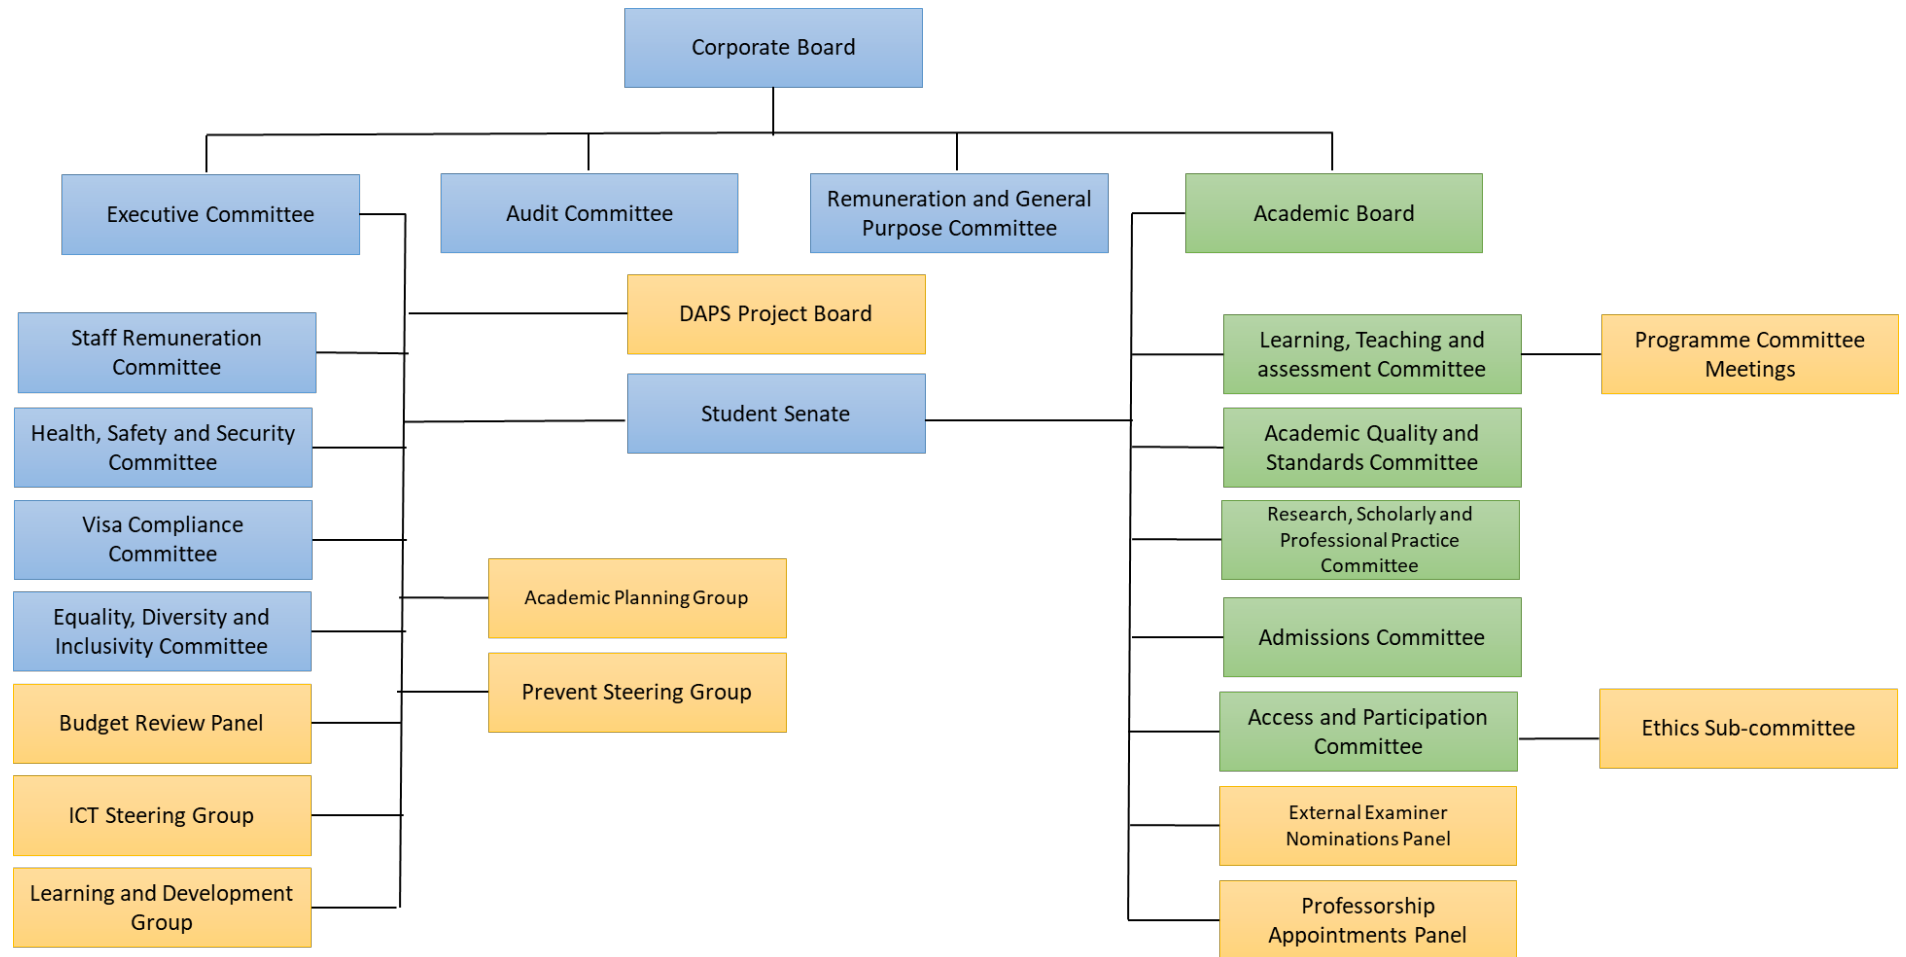 Corporate Board
Executive Committee
Audit Committee
Remuneration and General
Purpose Committee
Academic Board
DAPS Project Board
Staff Remuneration
Committee
Learning, Teaching and
assessment Committee
Programme Committee
Meetings
Student Senate
Health, Safety and Security
Committee
Academic Quality and
Standards Committee
Visa Compliance
Committee
Research, Scholarly and
Professional Practice
Committee
Academic Planning Group
Equality, Diversity and
Inclusivity Committee
Admissions Committee
Prevent Steering Group
Budget Review Panel
Access and Participation
Committee
Ethics Sub-committee
ICT Steering Group
External Examiner
Nominations Panel
Learning and Development
Group
Professorship
Appointments Panel